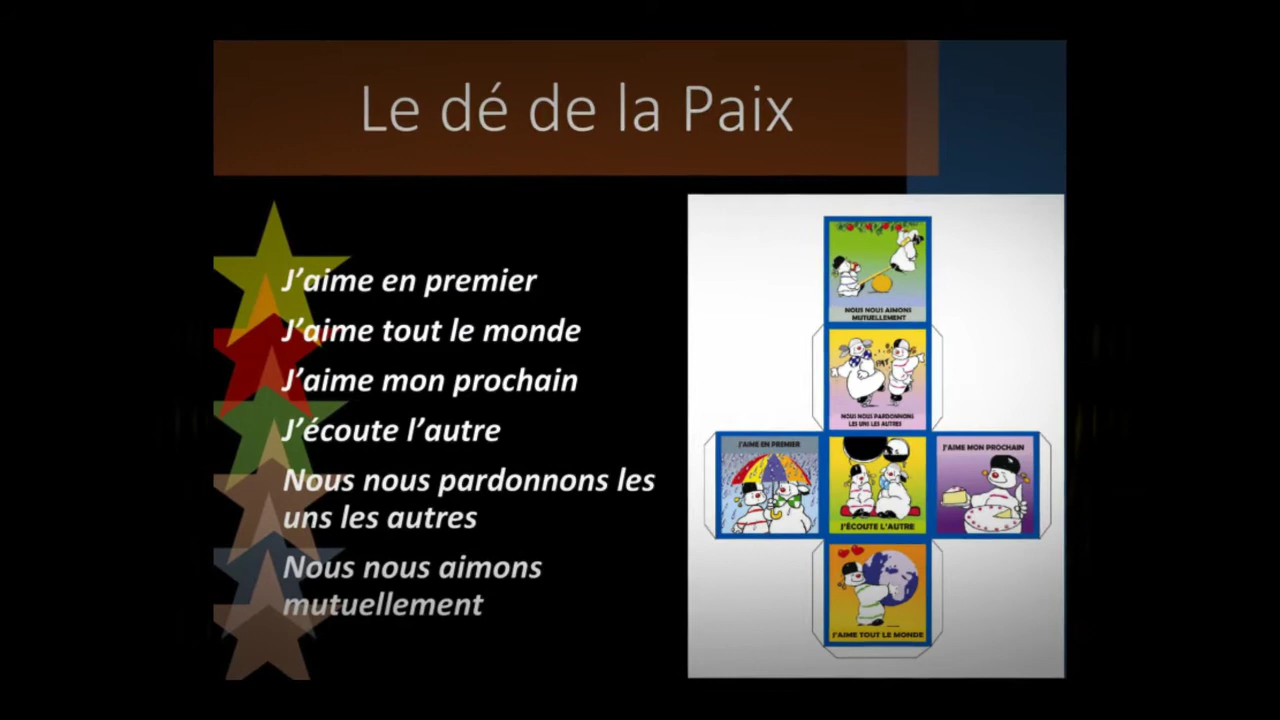 Le dé de la Paix
J'aime en premier
J'aime tout le monde
J'aime mon prochain
J'écoute l'autre
Nous nous pardonnons les
uns les autres
Nous nous aimons
mutuellement
NOUS NOUS AIMONS
MUTUELLEMENT
NOUS NOUS PARDONNONS
LES UNS LES AUTRES
J'AIME EN PREMIER
J'ÉCOUTE L'AUTRE
J'AIME MON PROCHAIN
J'AIME TOUT LE MONDE